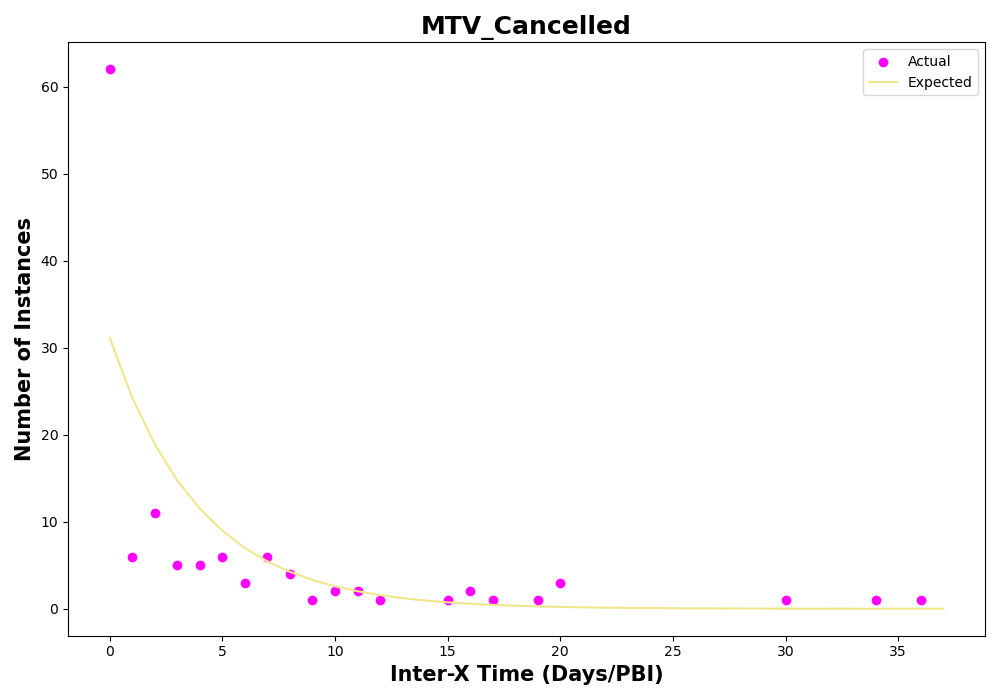 MTV_Cancelled
Actual
Expected
Number of Instances
60
50
40
30
20
10
0
0 5 10 15 20 25 30 35
Inter-X Time (Days/PBI)